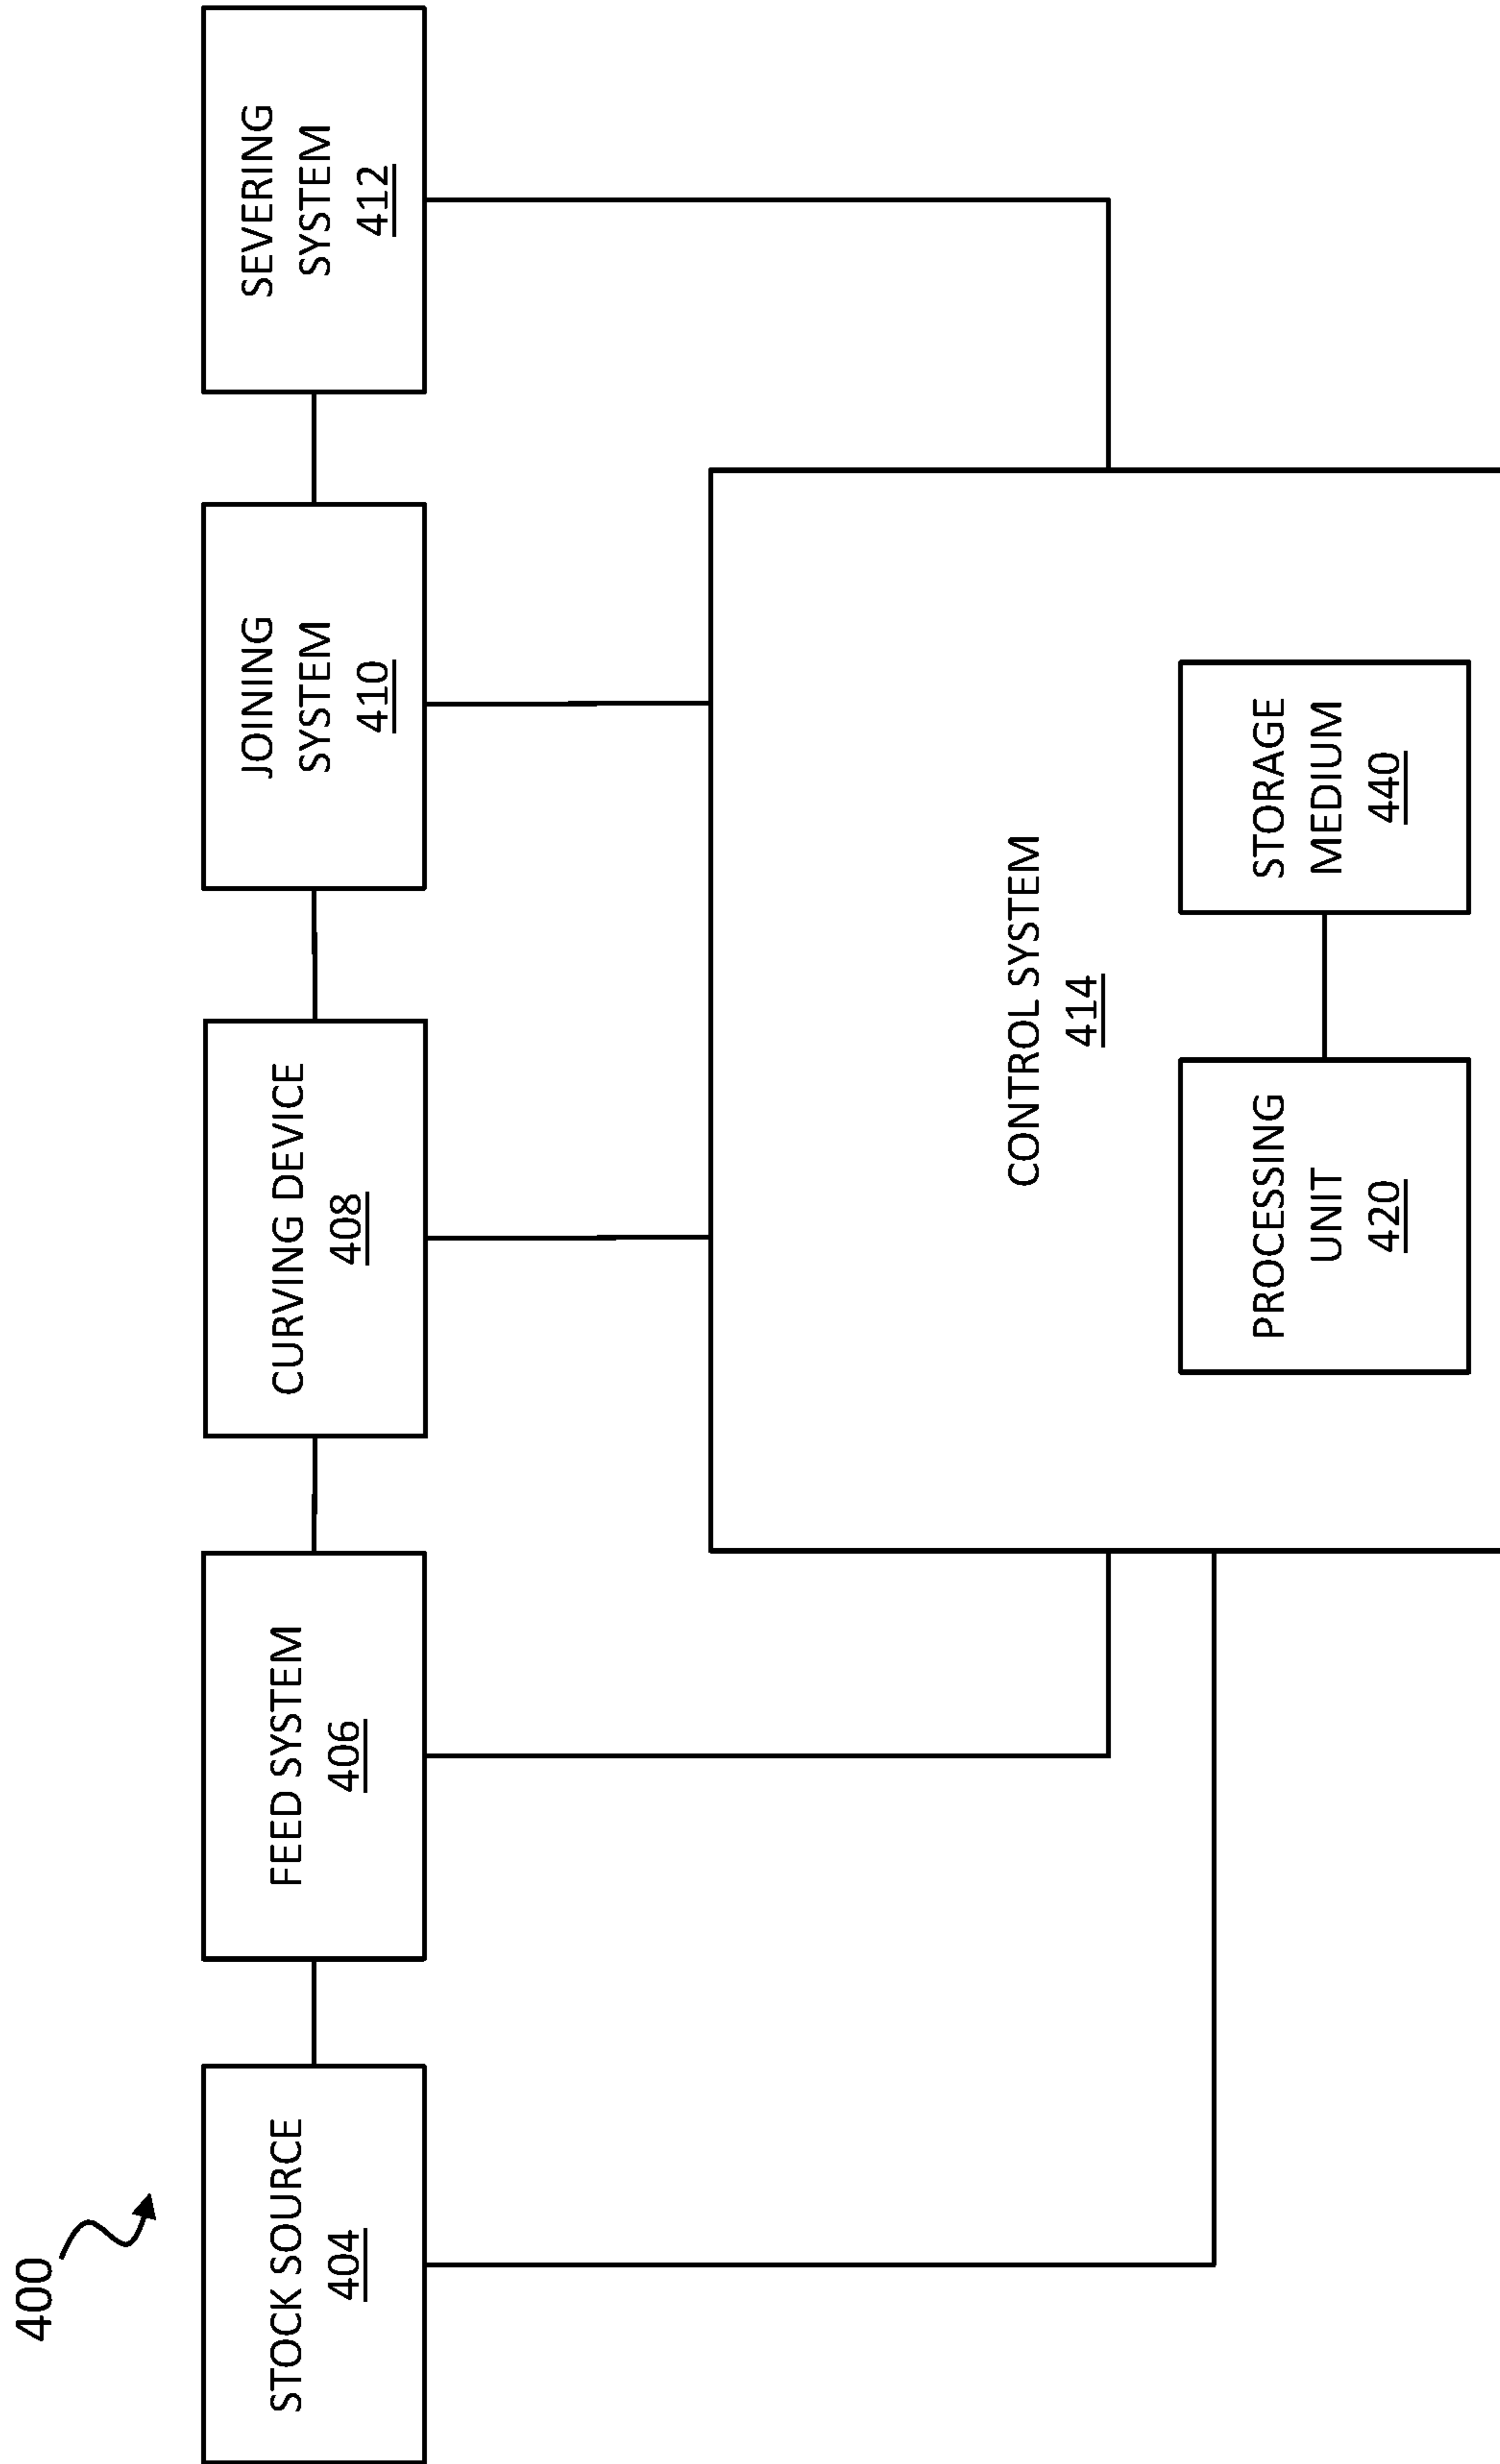 400
STOCK SOURCE
404
FEED SYSTEM
406
CURVING DEVICE
408
JOINING
SYSTEM
410
SEVERING
SYSTEM
412
CONTROL SYSTEM
414
PROCESSING
UNIT
420
STORAGE
MEDIUM
440